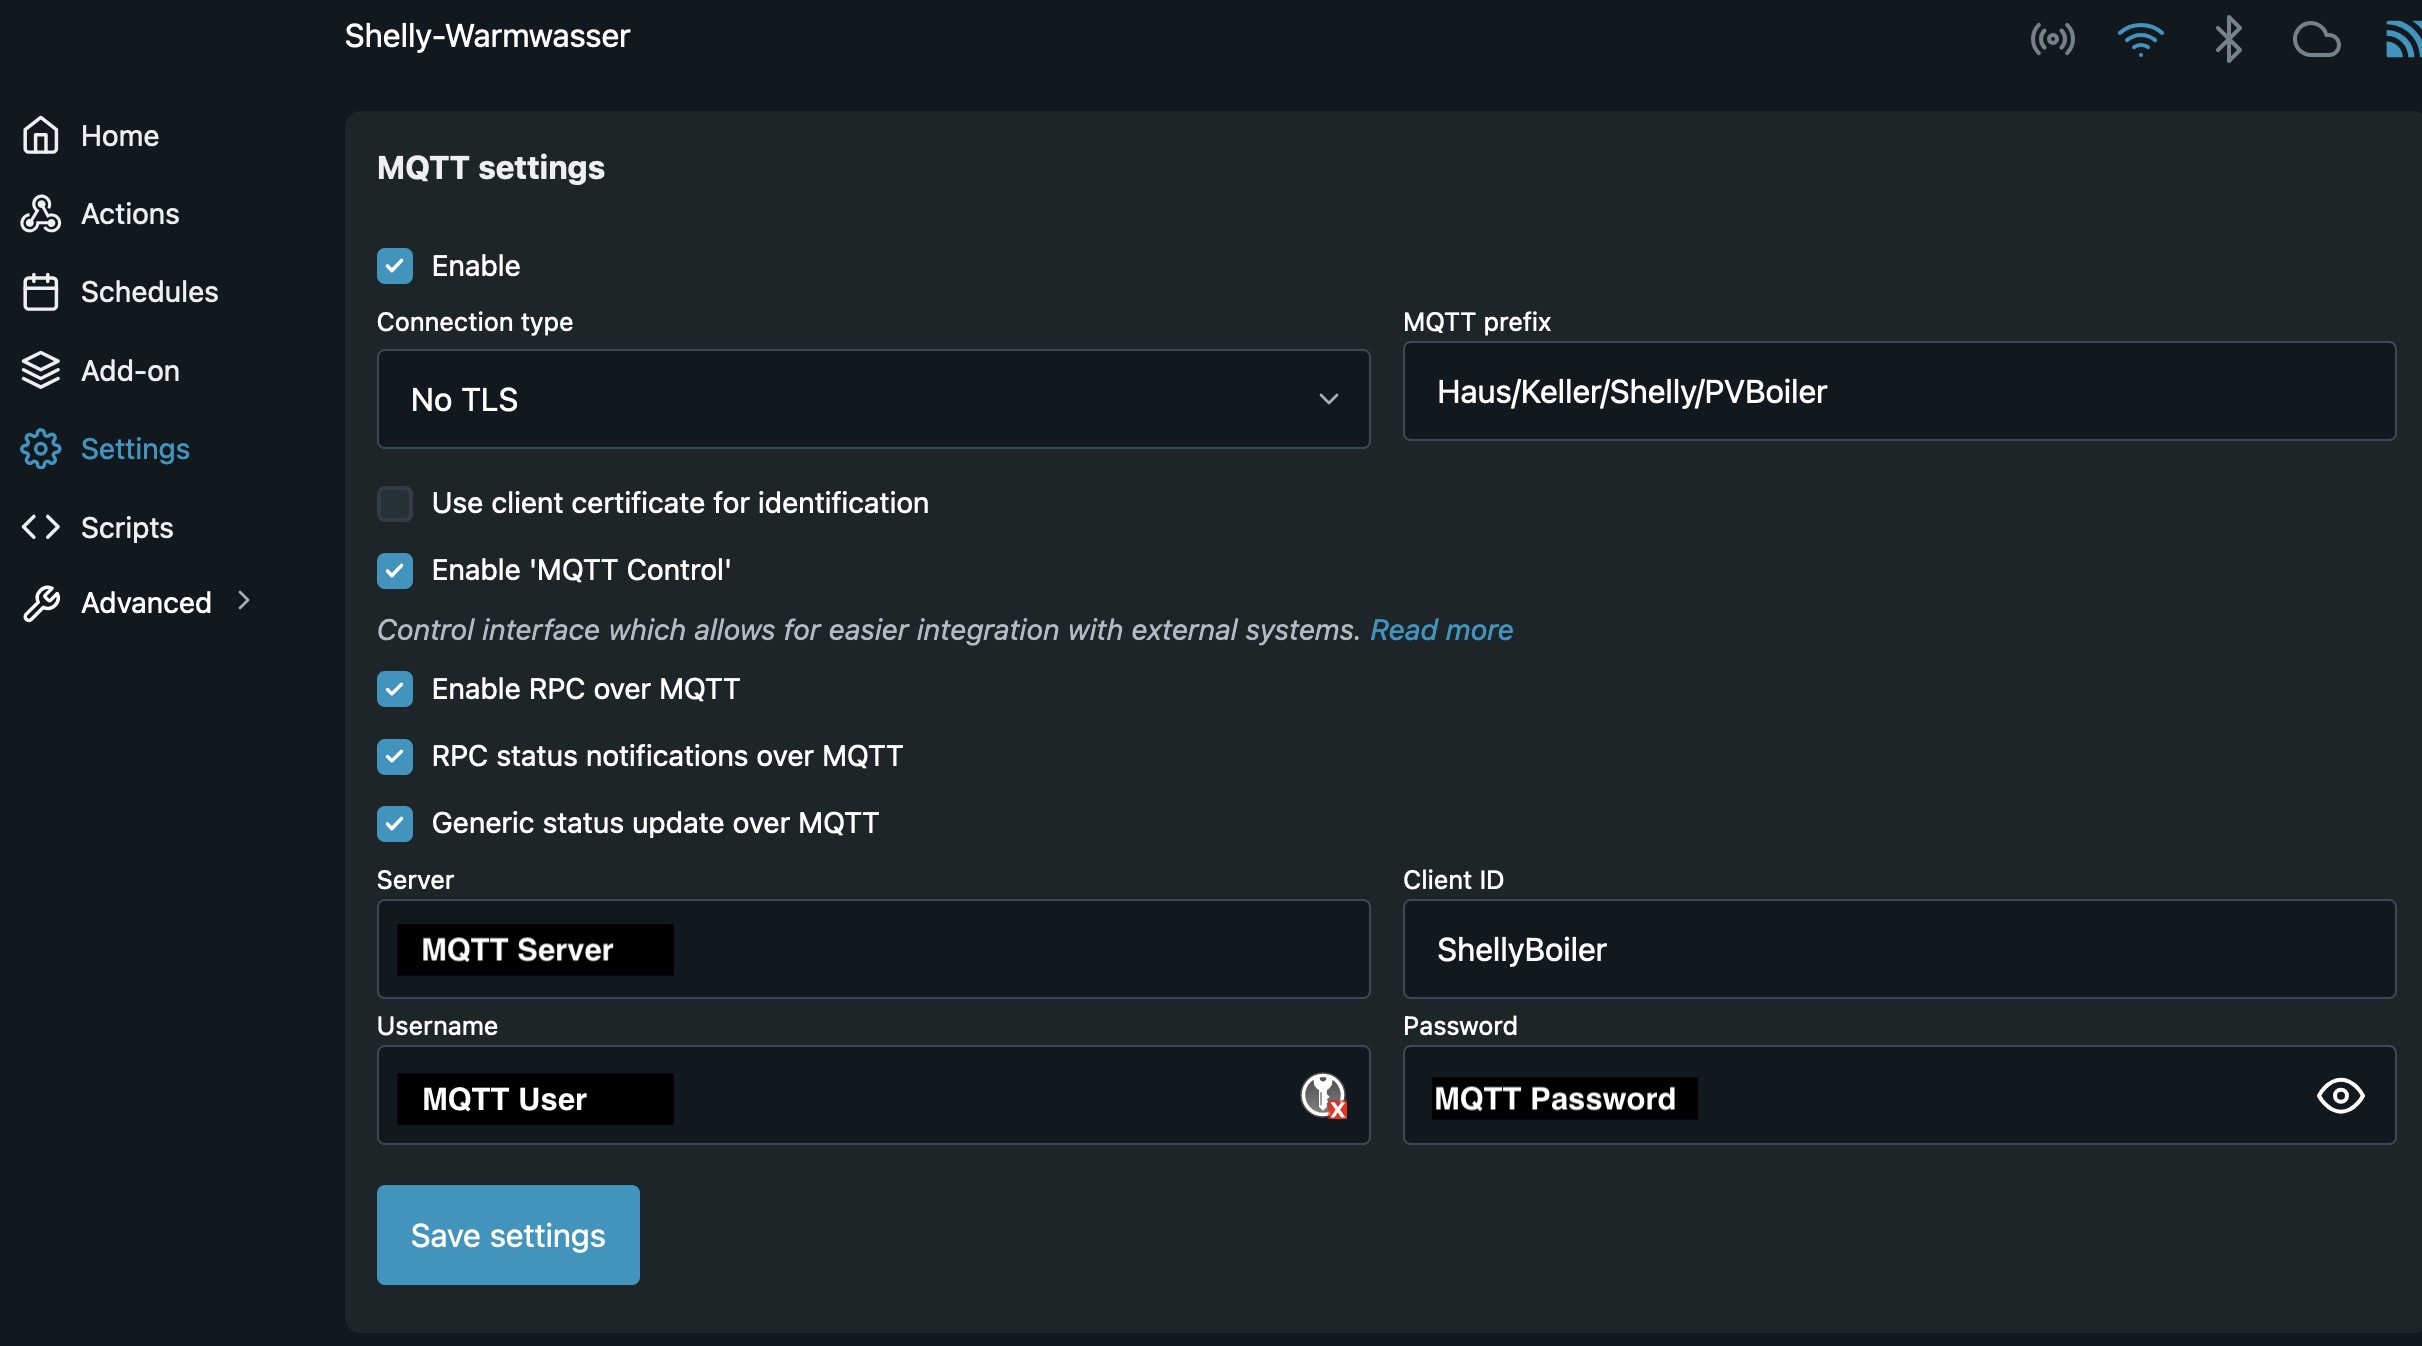 Shelly-Warmwasser
Home
Actions
Schedules
Add-on
Settings
Scripts
Advanced
MQTT settings
Enable
Connection type
No TLS
MQTT prefix
Haus/Keller/Shelly/PVBoiler
Use client certificate for identification
Enable 'MQTT Control'
Control interface which allows for easier integration with external systems. Read more
Enable RPC over MQTT
RPC status notifications over MQTT
Generic status update over MQTT
Server
MQTT Server
Client ID
ShellyBoiler
Username
MQTT User
Password
MQTT Password
Save settings